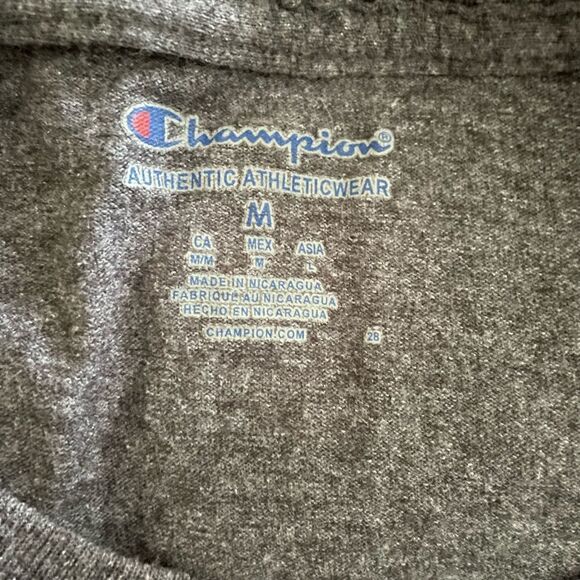 Champion®
AUTHENTIC ATHLETICWEAR
M
CA MEX ASIA
M/M M L
MADE IN NICARAGUA
FABRIQUÉ AU NICARAGUA
HECHO EN NICARAGUA
CHAMPION.COM 28